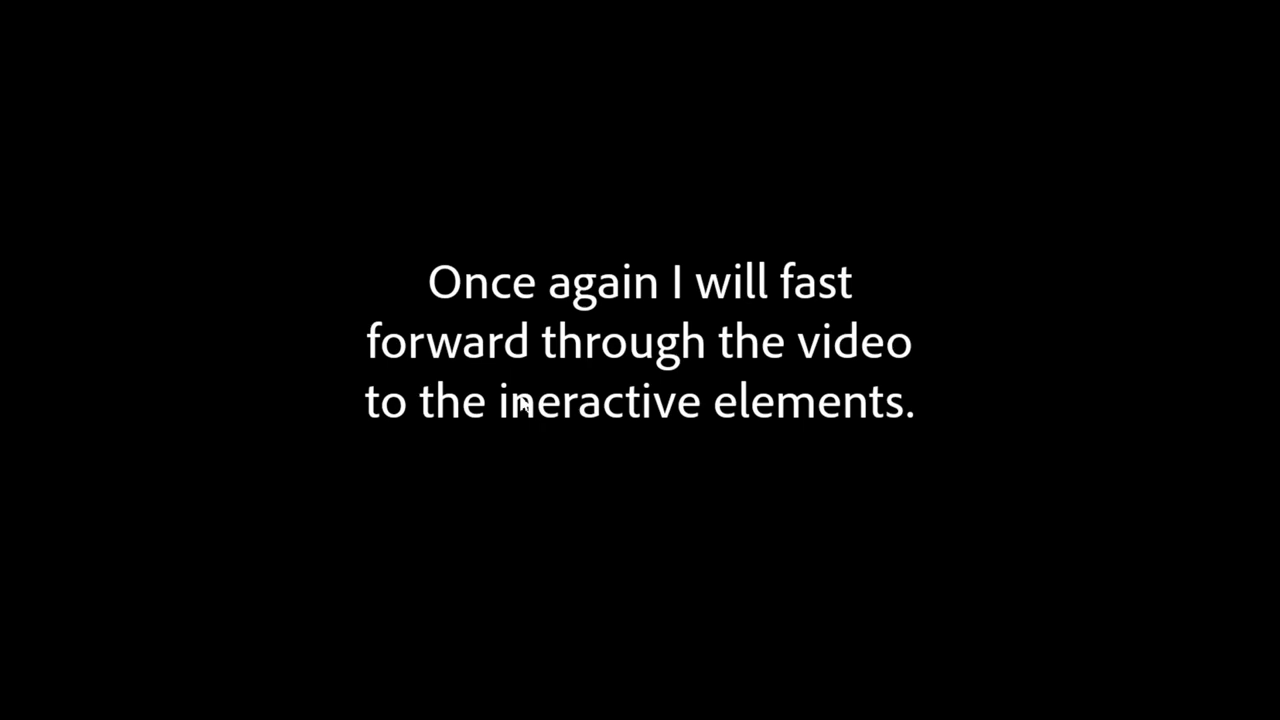 Once again I will fast
forward through the video
to the ineractive elements.